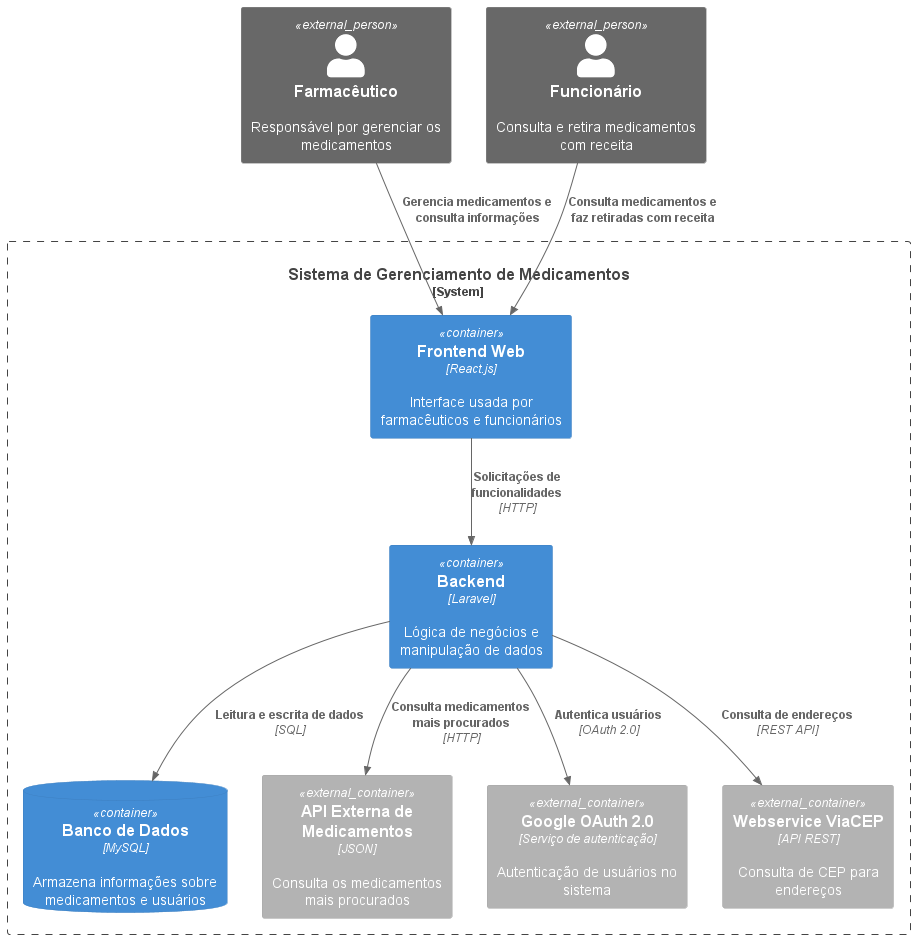 «external_person»
Farmacêutico
Responsável por gerenciar os
medicamentos
«external_person»
Funcionário
Consulta e retira medicamentos
com receita
Gerencia medicamentos e
consulta informações
Consulta medicamentos e
faz retiradas com receita
Sistema de Gerenciamento de Medicamentos
[System]
«container»
Frontend Web
[React.js]
Interface usada por
farmacêuticos e funcionários
Solicitações de
funcionalidades
[HTTP]
«container»
Backend
[Laravel]
Lógica de negócios e
manipulação de dados
Leitura e escrita de dados
[SQL]
Consulta medicamentos
mais procurados
[HTTP]
Autentica usuários
[OAuth 2.0]
Consulta de endereços
[REST API]
«container»
Banco de Dados
[MySQL]
Armazena informações sobre
medicamentos e usuários
«external_container»
API Externa de
Medicamentos
[JSON]
Consulta os medicamentos
mais procurados
«external_container»
Google OAuth 2.0
[Serviço de autenticação]
Autenticação de usuários no
sistema
«external_container»
Webservice ViaCEP
[API REST]
Consulta de CEP para
endereços